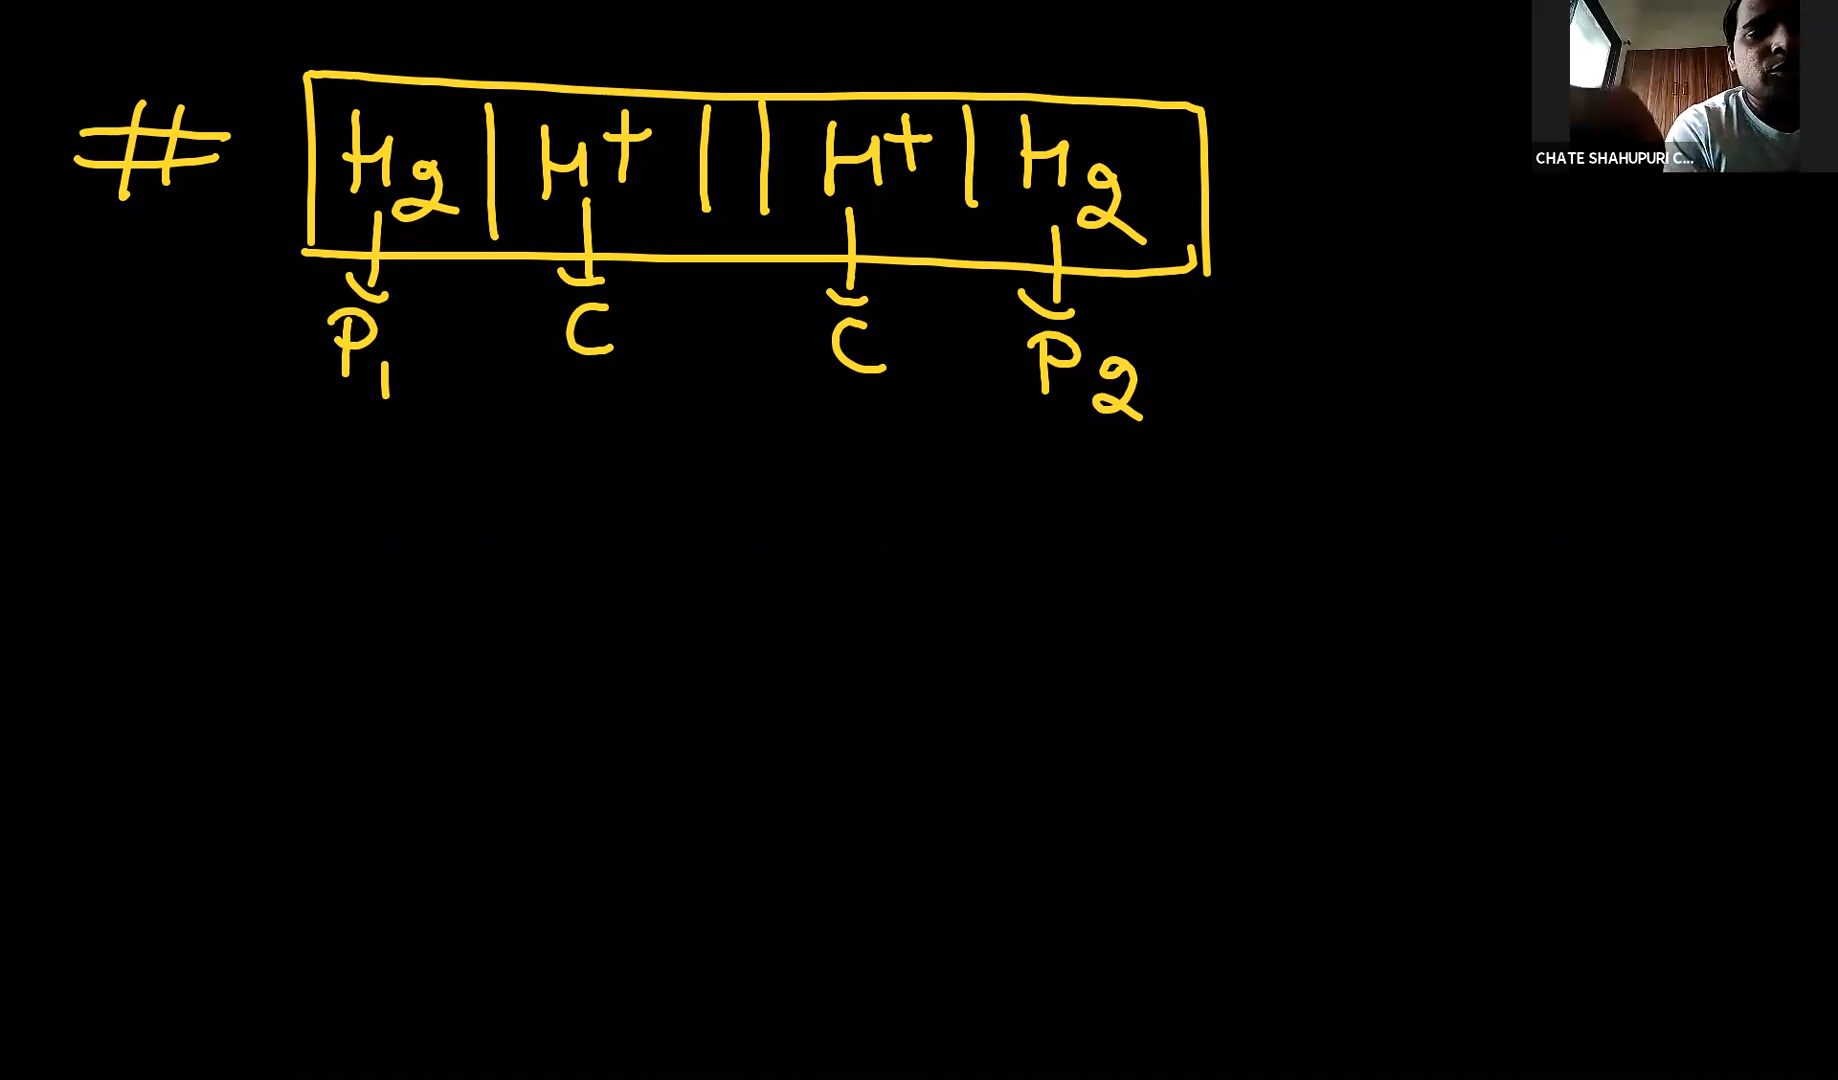 # H2 | H+ | | H+ | H2
P1 C C P2
CHATE SHAHUPURI C...